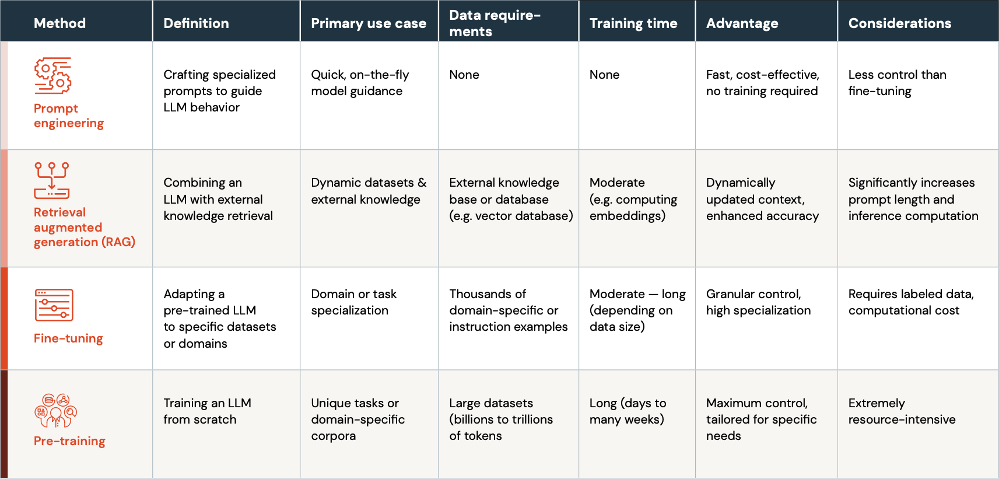 Method
Definition
Primary use case
Data require-
ments
Training time
Advantage
Considerations
Prompt
engineering
Crafting specialized
prompts to guide
LLM behavior
Quick, on-the-fly
model guidance
None
None
Fast, cost-effective,
no training required
Less control than
fine-tuning
Retrieval
augmented
generation (RAG)
Combining an
LLM with external
knowledge retrieval
Dynamic datasets &
external knowledge
External knowledge
base or database
(e.g. vector database)
Moderate
(e.g. computing
embeddings)
Dynamically
updated context,
enhanced accuracy
Significantly increases
prompt length and
inference computation
Fine-tuning
Adapting a
pre-trained LLM
to specific datasets
or domains
Domain or task
specialization
Thousands of
domain-specific or
instruction examples
Moderate — long
(depending on
data size)
Granular control,
high specialization
Requires labeled data,
computational cost
Pre-training
Training an LLM
from scratch
Unique tasks or
domain-specific
corpora
Large datasets
(billions to trillions
of tokens
Long (days to
many weeks)
Maximum control,
tailored for specific
needs
Extremely
resource-intensive